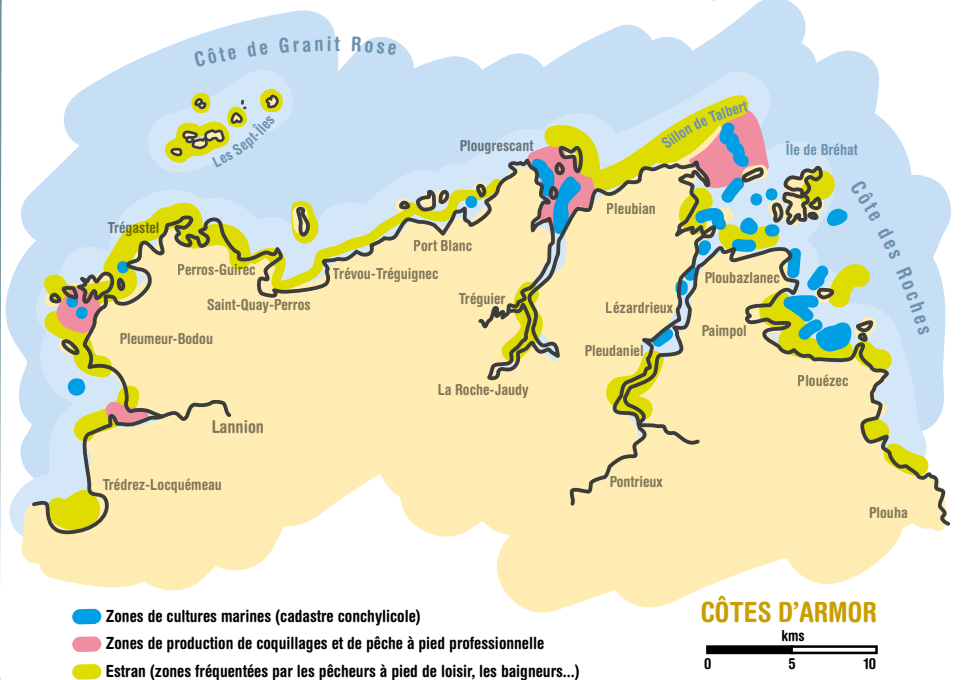 Côte de Granit Rose
Les Sept-Îles
Sillon de Talbert
Plougrescant
Île de Bréhat
Côte des Roches
Trégastel
Pleubian
Port Blanc
Perros-Guirec
Trévou-Tréguignec
Ploubazlanec
Saint-Quay-Perros
Tréguier
Lézardrieux
Paimpol
Pleumeur-Bodou
Pleudaniel
Plouézec
La Roche-Jaudy
Lannion
Trédrez-Locquémeau
Pontrieux
Plouha
Zones de cultures marines (cadastre conchylicole)
Zones de production de coquillages et de pêche à pied professionnelle
Estran (zones fréquentées par les pêcheurs à pied de loisir, les baigneurs...)
CÔTES D'ARMOR
kms
0 5 10